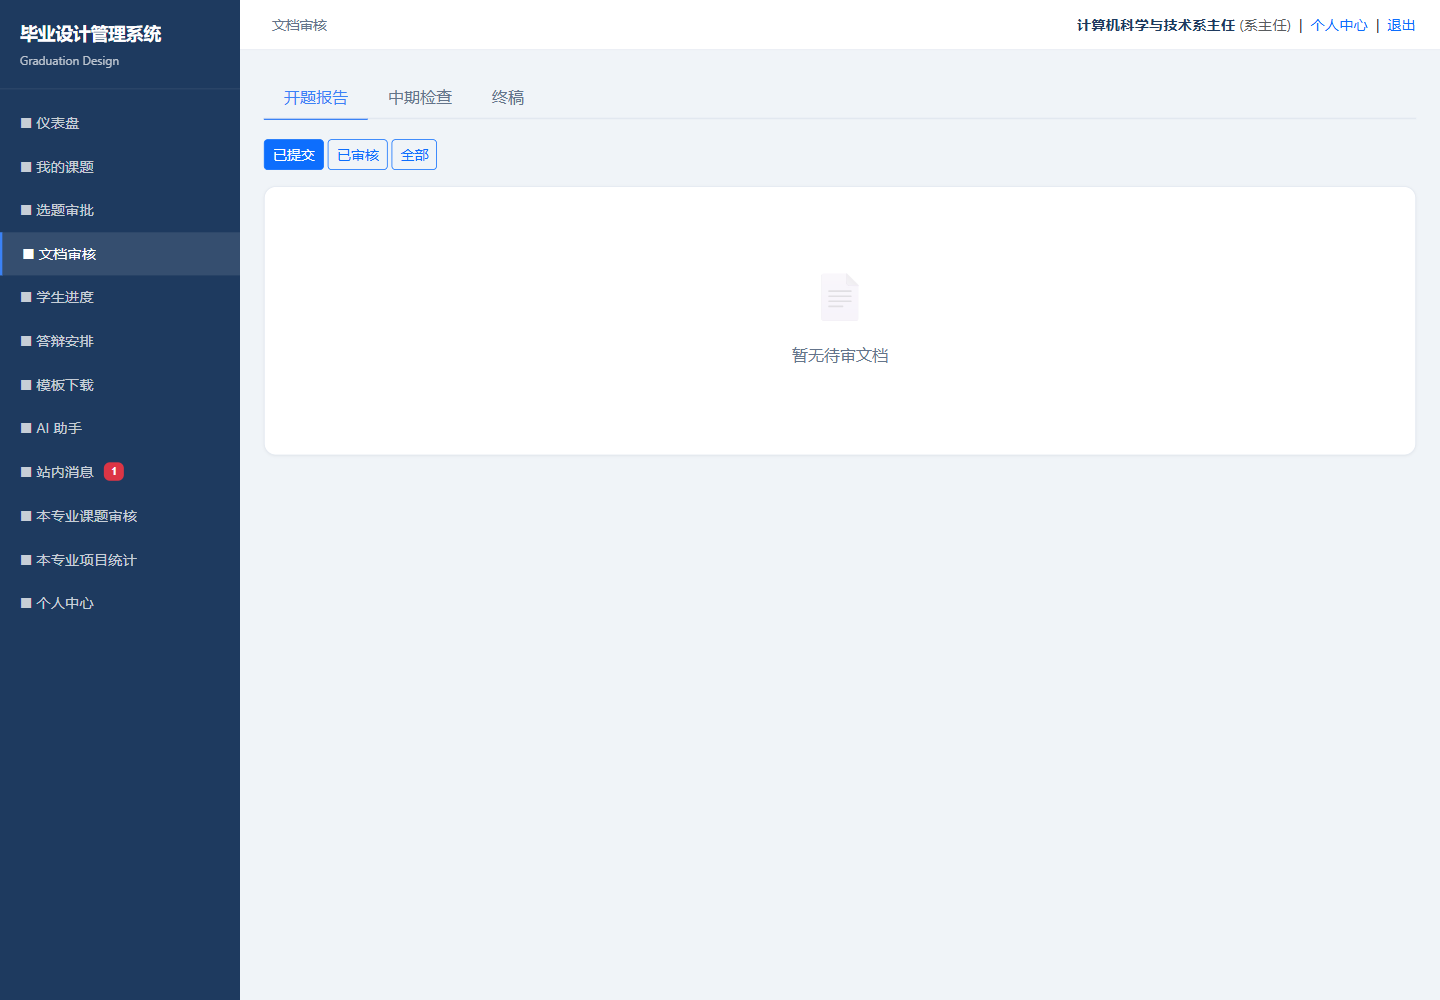 毕业设计管理系统
Graduation Design
仪表盘
我的课题
选题审批
文档审核
学生进度
答辩安排
模板下载
AI 助手
站内消息 1
本专业课题审核
本专业项目统计
个人中心
文档审核
计算机科学与技术系主任 (系主任) | 个人中心 | 退出
开题报告 中期检查 终稿
已提交 已审核 全部
暂无待审文档